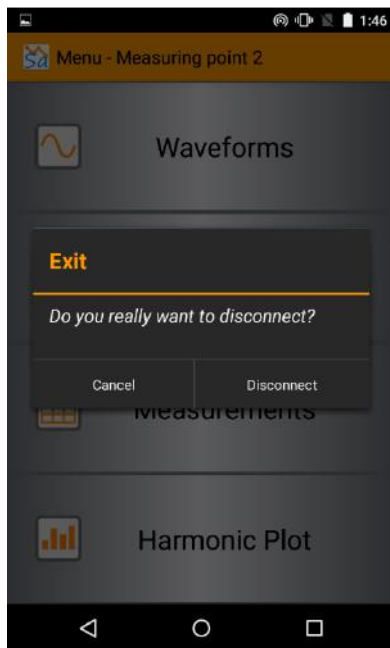 1:46
Sa Menu - Measuring point 2
Waveforms
Exit
Do you really want to disconnect?
Cancel Disconnect
Measurements
Harmonic Plot